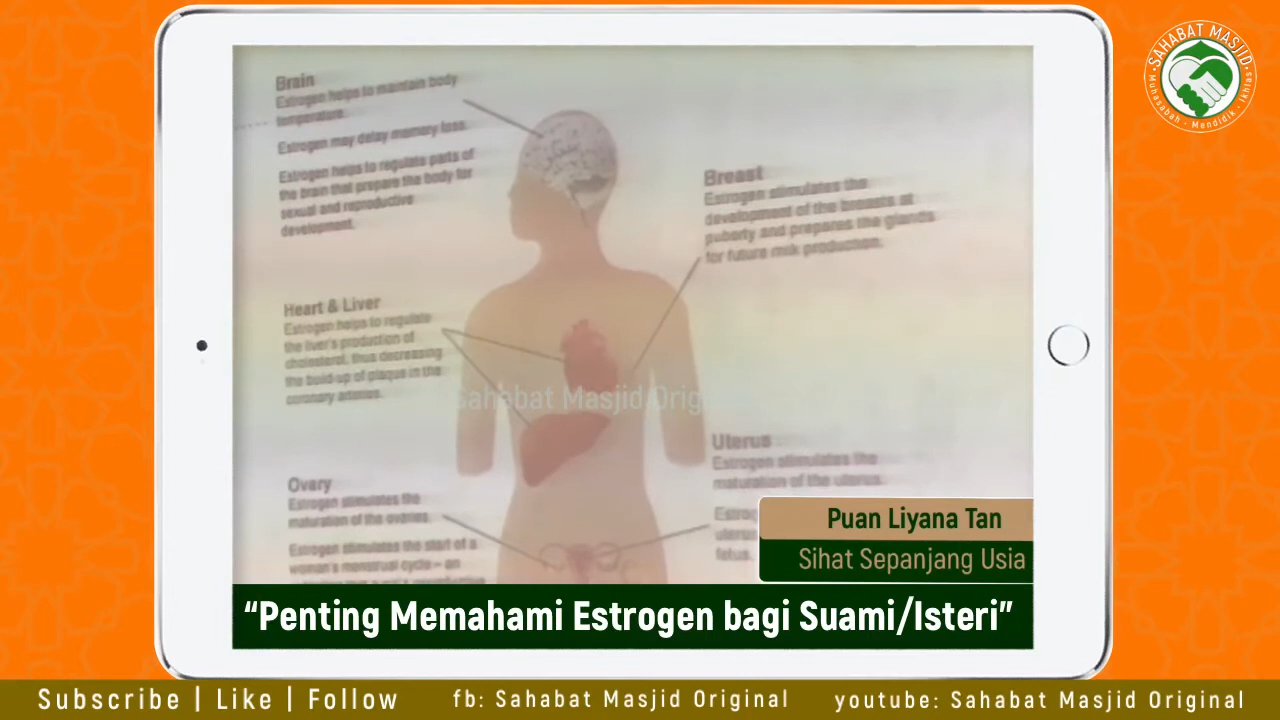 SAHABAT MASJID
Muhasabah - Mendidik - Ikhlas
Brain
Estrogen helps to maintain body
temperature.
Estrogen may delay memory loss.
Estrogen helps to regulate parts of
the brain that prepare the body for
sexual and reproductive
development.
Breast
Estrogen stimulates the
development of the breasts at
puberty and prepares the glands
for future milk production.
Heart & Liver
Estrogen helps to regulate
the liver's production of
cholesterol, thus decreasing
the build-up of plaque in the
coronary arteries.
Sahabat Masjid Orig
Ovary
Estrogen stimulates the
maturation of the ovaries.
Estrogen stimulates the start of a
woman's menstrual cycle – an
Uterus
Estrogen stimulates the
maturation of the uterus.
Puan Liyana Tan
Sihat Sepanjang Usia
“Penting Memahami Estrogen bagi Suami/Isteri”
Subscribe | Like | Follow
fb: Sahabat Masjid Original
youtube: Sahabat Masjid Original